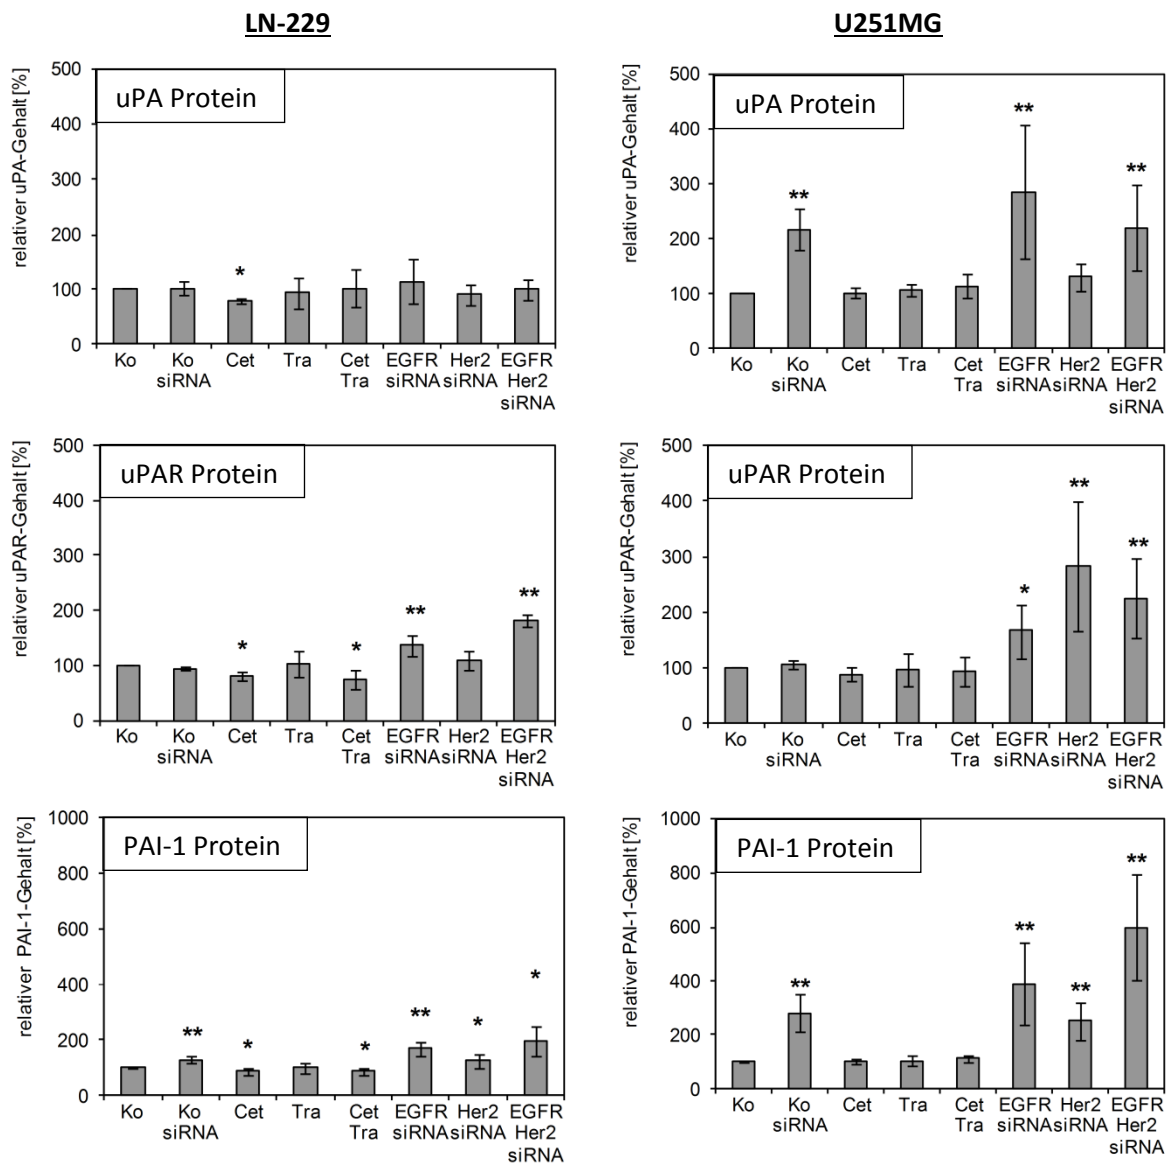 LN-229
U251MG
uPA Protein
relativer uPA-Gehalt [%]
500
400
300
200
100
0
*
Ko Ko Cet Tra Cet EGFR Her2 EGFR
siRNA Tra siRNA siRNA Her2
siRNA
uPA Protein
relativer uPA-Gehalt [%]
500
400
300
200
100
0
** ** **
Ko Ko Cet Tra Cet EGFR Her2 EGFR
siRNA Tra siRNA siRNA Her2
siRNA
uPAR Protein
relativer uPAR-Gehalt [%]
500
400
300
200
100
0
* * ** **
Ko Ko Cet Tra Cet EGFR Her2 EGFR
siRNA Tra siRNA siRNA Her2
siRNA
uPAR Protein
relativer uPAR-Gehalt [%]
500
400
300
200
100
0
* ** **
Ko Ko Cet Tra Cet EGFR Her2 EGFR
siRNA Tra siRNA siRNA Her2
siRNA
PAI-1 Protein
relativer PAI-1-Gehalt [%]
1000
800
600
400
200
0
** * * ** * *
Ko Ko Cet Tra Cet EGFR Her2 EGFR
siRNA Tra siRNA siRNA Her2
siRNA
PAI-1 Protein
relativer PAI-1-Gehalt [%]
1000
800
600
400
200
0
** ** ** **
Ko Ko Cet Tra Cet EGFR Her2 EGFR
siRNA Tra siRNA siRNA Her2
siRNA